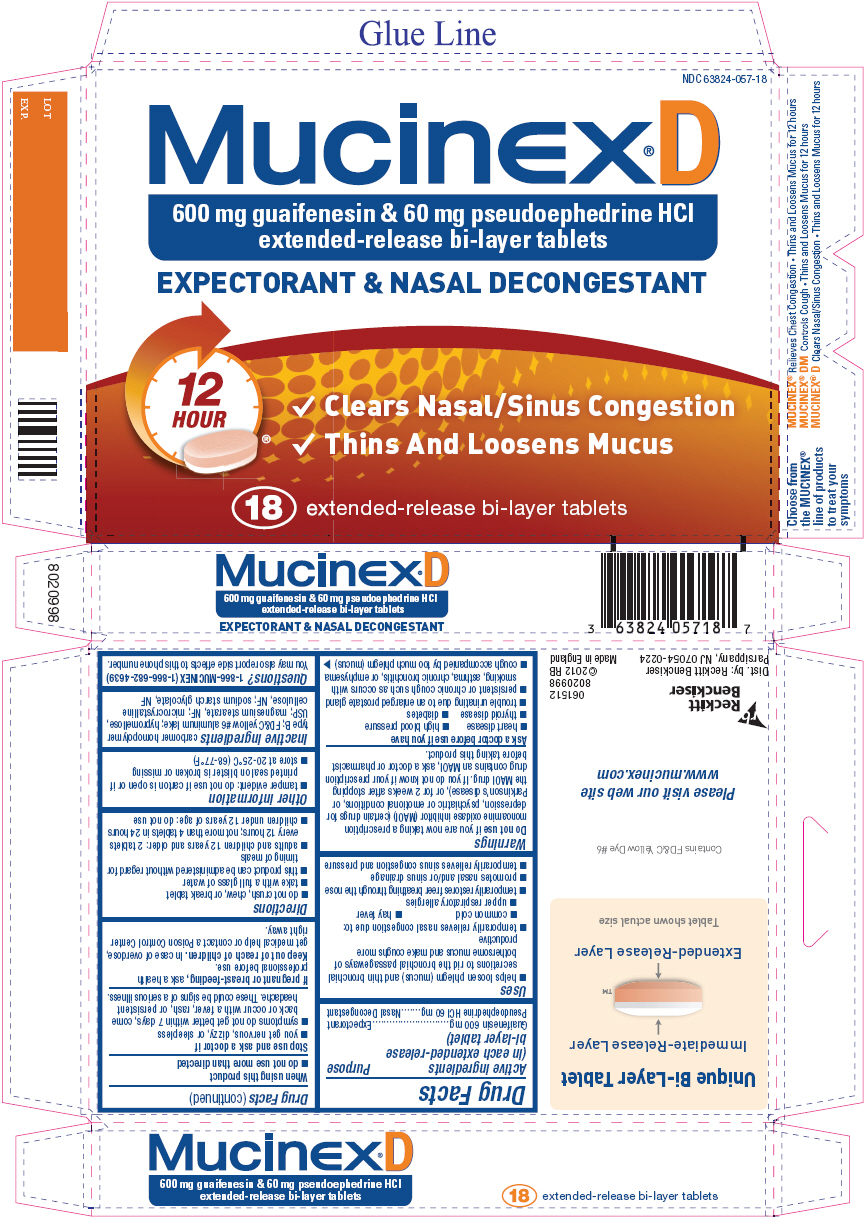 Glue Line
NDC 63824-057-18
LOT
EXP.
Mucinex® D
600 mg guaifenesin & 60 mg pseudoephedrine HCl
extended-release bi-layer tablets
EXPECTORANT & NASAL DECONGESTANT
12
HOUR
®
✓ Clears Nasal/Sinus Congestion
✓ Thins And Loosens Mucus
18 extended-release bi-layer tablets
Choose from
the MUCINEX®
line of products
to treat your
symptoms
MUCINEX® Relieves Chest Congestion • Thins and Loosens Mucus for 12 hours
MUCINEX® DM Controls Cough • Thins and Loosens Mucus for 12 hours
MUCINEX® D Clears Nasal/Sinus Congestion • Thins and Loosens Mucus for 12 hours
8020998
Mucinex® D
600 mg guaifenesin & 60 mg pseudoephedrine HCl
extended-release bi-layer tablets
EXPECTORANT & NASAL DECONGESTANT
3 63824 05718 7
Unique Bi-Layer Tablet
Immediate-Release Layer
TM
Extended-Release Layer
Tablet shown actual size
Contains FD&C Yellow Dye #6
Please visit our web site
www.mucinex.com
Reckitt
Benckiser
Dist. by: Reckitt Benckiser
Parsippany, NJ 07054-0224
061512
8020998
©2012 RB
Made in England
Drug Facts
Active ingredients Purpose
(in each extended-release
bi-layer tablet)
Guaifenesin 600 mg......................Expectorant
Pseudoephedrine HCl 60 mg.......Nasal Decongestant
Uses
■ helps loosen phlegm (mucus) and thin bronchial
secretions to rid the bronchial passageways of
bothersome mucus and make coughs more
productive
■ temporarily relieves nasal congestion due to:
■ common cold ■ hay fever
■ upper respiratory allergies
■ temporarily restores freer breathing through the nose
■ promotes nasal and/or sinus drainage
■ temporarily relieves sinus congestion and pressure
Warnings
Do not use if you are now taking a prescription
monoamine oxidase inhibitor (MAOI) (certain drugs for
depression, psychiatric or emotional conditions, or
Parkinson's disease), or for 2 weeks after stopping
the MAOI drug. If you do not know if your prescription
drug contains an MAOI, ask a doctor or pharmacist
before taking this product.
Ask a doctor before use if you have
■ heart disease ■ high blood pressure
■ thyroid disease ■ diabetes
■ trouble urinating due to an enlarged prostate gland
■ persistent or chronic cough such as occurs with
smoking, asthma, chronic bronchitis, or emphysema
■ cough accompanied by too much phlegm (mucus)
Drug Facts (continued)
When using this product
■ do not use more than directed
Stop use and ask a doctor if
■ you get nervous, dizzy, or sleepless
■ symptoms do not get better within 7 days, come
back or occur with a fever, rash, or persistent
headache. These could be signs of a serious illness.
If pregnant or breast-feeding, ask a health
professional before use.
Keep out of reach of children. In case of overdose,
get medical help or contact a Poison Control Center
right away.
Directions
■ do not crush, chew, or break tablet
■ take with a full glass of water
■ this product can be administered without regard for
timing of meals
■ adults and children 12 years and older: 2 tablets
every 12 hours; not more than 4 tablets in 24 hours
■ children under 12 years of age: do not use
Other information
■ tamper evident: do not use if carton is open or if
printed seal on blister is broken or missing
■ store at 20-25°C (68-77°F)
Inactive ingredients carbomer homopolymer
type B; FD&C yellow #6 aluminum lake; hypromellose,
USP; magnesium stearate, NF; microcrystalline
cellulose, NF; sodium starch glycolate, NF
Questions? 1-866-MUCINEX (1-866-682-4639)
You may also report side effects to this phone number.
Mucinex® D
600 mg guaifenesin & 60 mg pseudoephedrine HCl
extended-release bi-layer tablets
18 extended-release bi-layer tablets